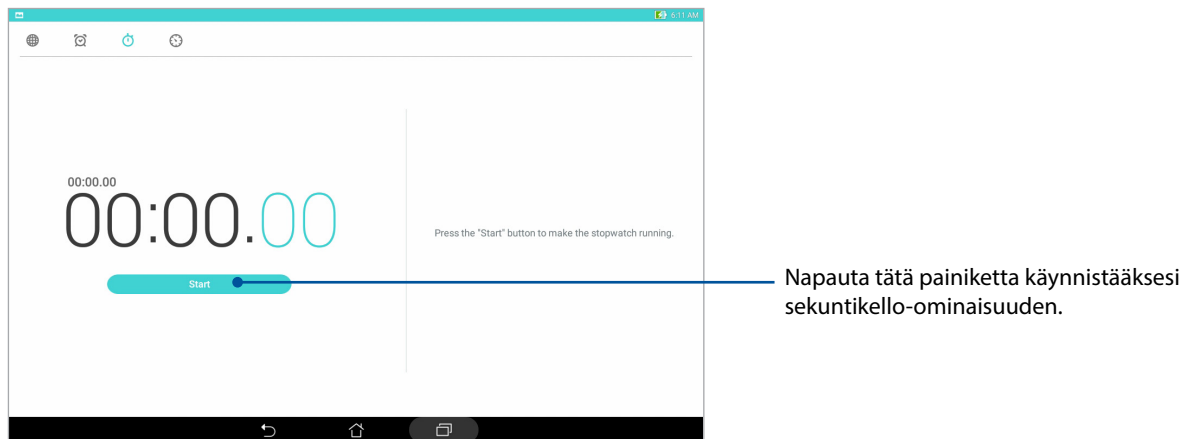 6:11 AM
00:00.00
00:00.00
Press the "Start" button to make the stopwatch running.
Start
Napauta tätä painiketta käynnistääksesi
sekuntikello-ominaisuuden.